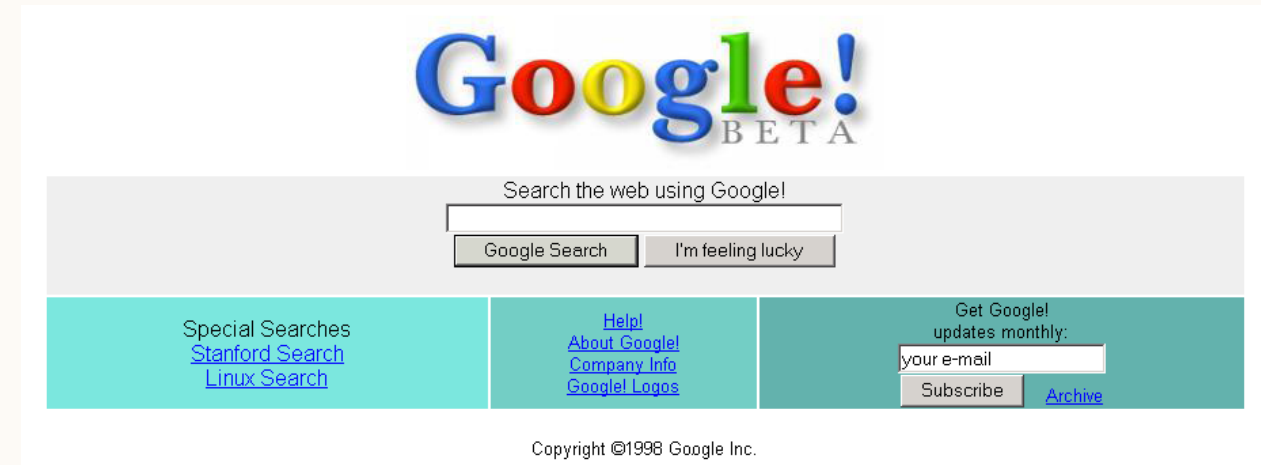 Google!
BETA
Search the web using Google!
Google Search I'm feeling lucky
Special Searches
Stanford Search
Linux Search
Help!
About Google!
Company Info
Google! Logos
Get Google!
updates monthly:
your e-mail
Subscribe Archive
Copyright ©1998 Google Inc.